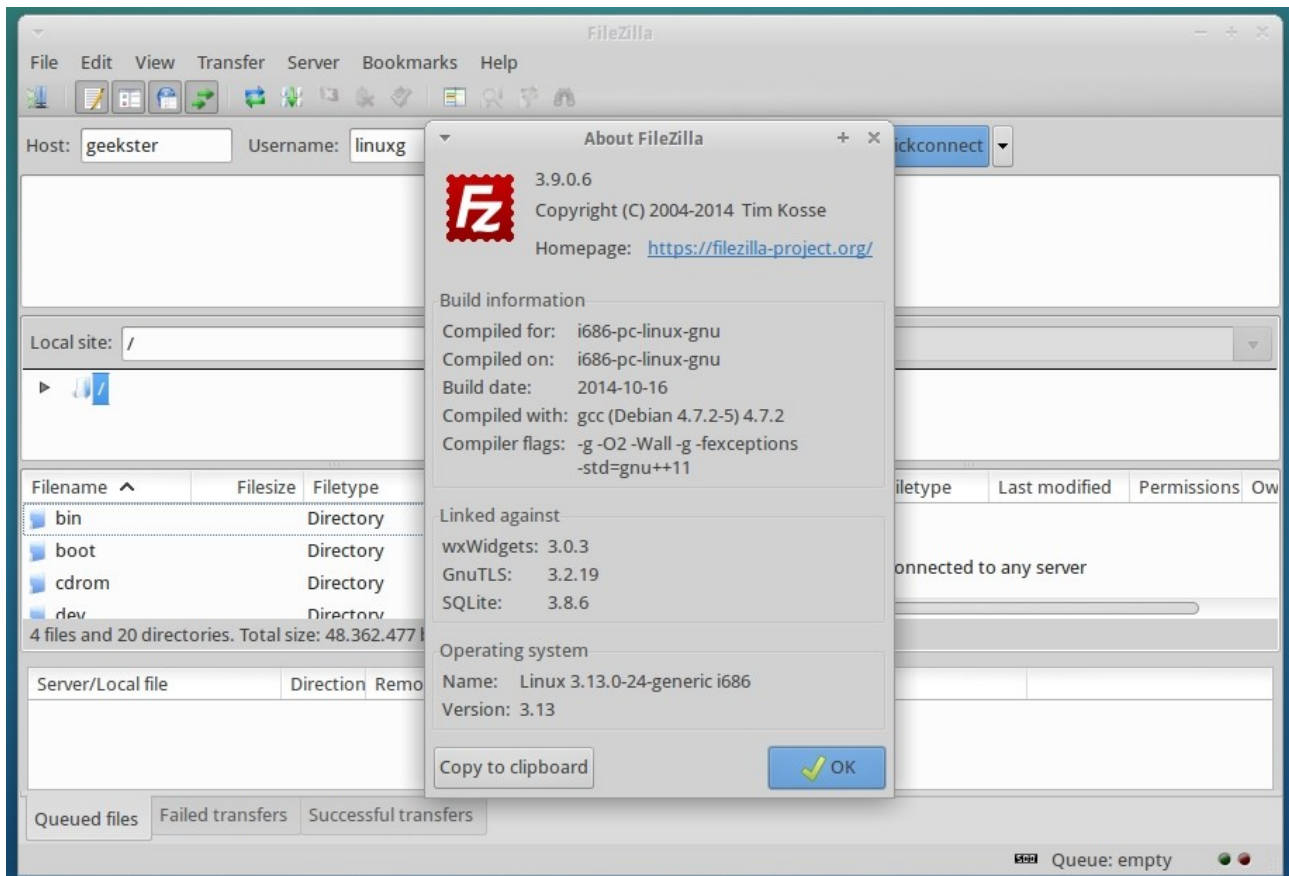 FileZilla
File Edit View Transfer Server Bookmarks Help
Host: geekster Username: linuxg ickconnect
About FileZilla
Fz
3.9.0.6
Copyright (C) 2004-2014 Tim Kosse
Homepage: https://filezilla-project.org/
Build information
Compiled for: i686-pc-linux-gnu
Compiled on: i686-pc-linux-gnu
Build date: 2014-10-16
Compiled with: gcc (Debian 4.7.2-5) 4.7.2
Compiler flags: -g -O2 -Wall -g -fexceptions
-std=gnu++11
Linked against
wxWidgets: 3.0.3
GnuTLS: 3.2.19
SQLite: 3.8.6
Operating system
Name: Linux 3.13.0-24-generic i686
Version: 3.13
Copy to clipboard OK
Local site: /
/
Filename Filesize Filetype
bin Directory
boot Directory
cdrom Directory
dev Directory
4 files and 20 directories. Total size: 48.362.477 b
iletype Last modified Permissions Ow
onnected to any server
Server/Local file Direction Remo
Queued files Failed transfers Successful transfers
Queue: empty